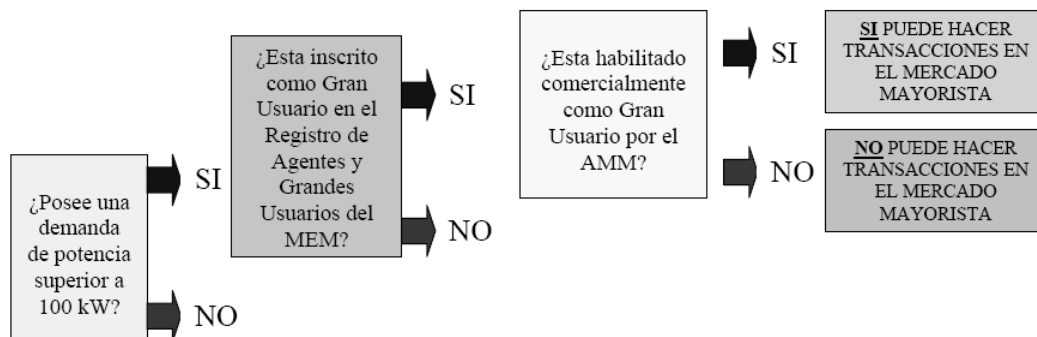 ¿Posee una
demanda
de potencia
superior a
100 kW?
SI
NO
¿Esta inscrito
como Gran
Usuario en el
Registro de
Agentes y
Grandes
Usuarios del
MEM?
SI
NO
¿Esta habilitado
comercialmente
como Gran
Usuario por el
AMM?
SI
NO
SI PUEDE HACER
TRANSACCIONES EN
EL MERCADO
MAYORISTA
NO PUEDE HACER
TRANSACCIONES EN
EL MERCADO
MAYORISTA